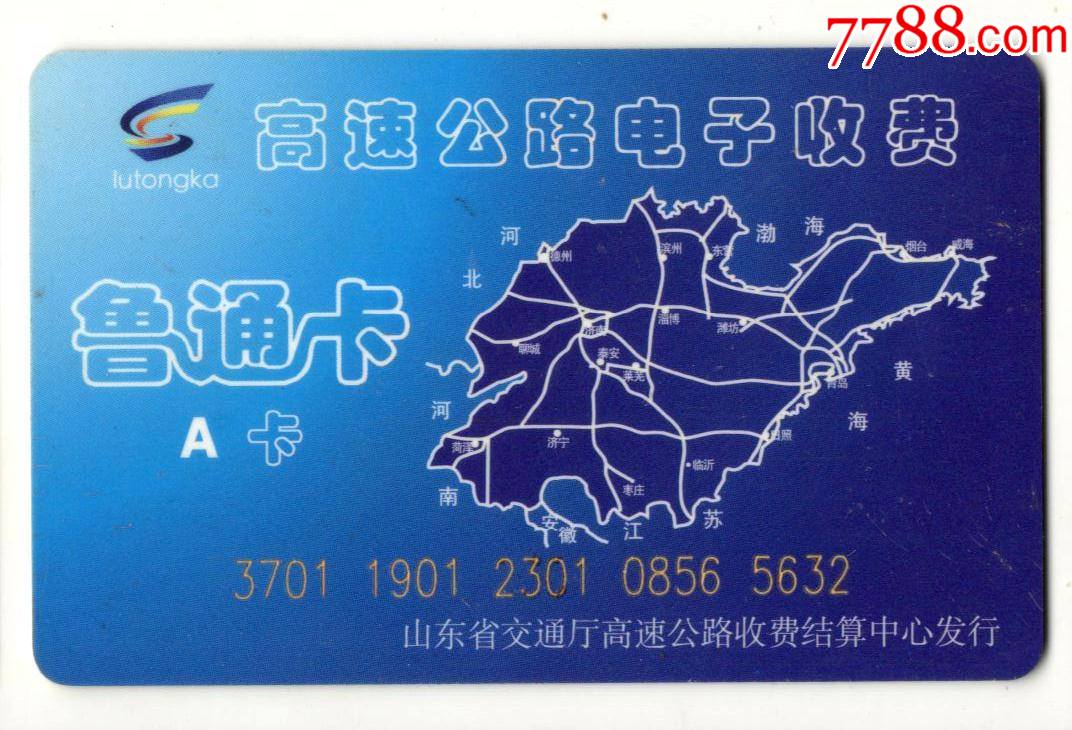 7788.com
高速公路电子收费
lutongka
鲁通卡
A 卡
河北
渤海
德州
滨州
东营
烟台
威海
济南
淄博
潍坊
聊城
泰安
莱芜
青岛
黄海
河南
菏泽
济宁
日照
临沂
枣庄
安徽
江苏
3701 1901 2301 0856 5632
山东省交通厅高速公路收费结算中心发行